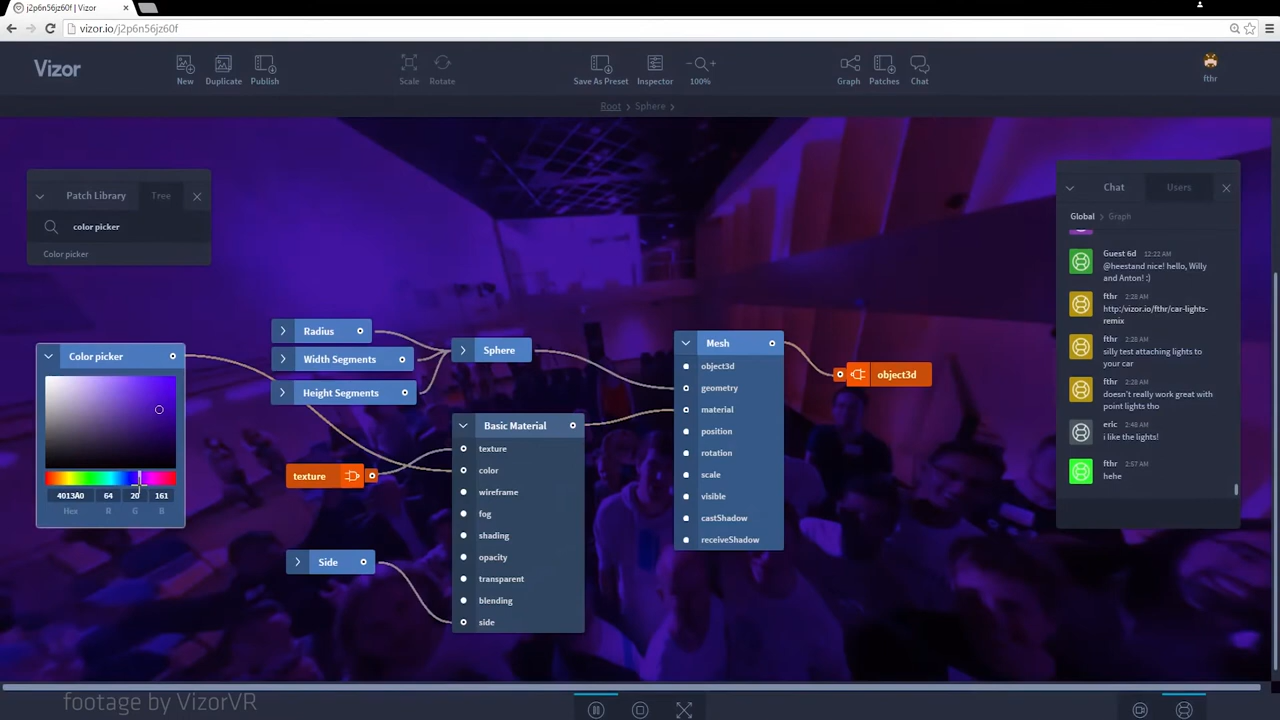 j2p6n56jz60f | Vizor
vizor.io/j2p6n56jz60f
Vizor
New
Duplicate
Publish
Scale
Rotate
Save As Preset
Inspector
100%
Graph
Patches
Chat
fthr
Root > Sphere >
Patch Library
Tree
color picker
Color picker
Color picker
4013A0 64 20 161
Hex R G B
Radius
Width Segments
Height Segments
texture
Side
Sphere
Basic Material
texture
color
wireframe
fog
shading
opacity
transparent
blending
side
Mesh
object3d
geometry
material
position
rotation
scale
visible
castShadow
receiveShadow
object3d
Chat
Users
Global > Graph
Guest 6d 12:22 AM
@heestand nice! hello, Willy
and Anton! :)
fthr 2:28 AM
http:/vizor.io/fthr/car-lights-
remix
fthr 2:28 AM
silly test attaching lights to
your car
fthr 2:28 AM
doesn't really work great with
point lights tho
eric 2:48 AM
i like the lights!
fthr 2:57 AM
hehe
footage by VizorVR